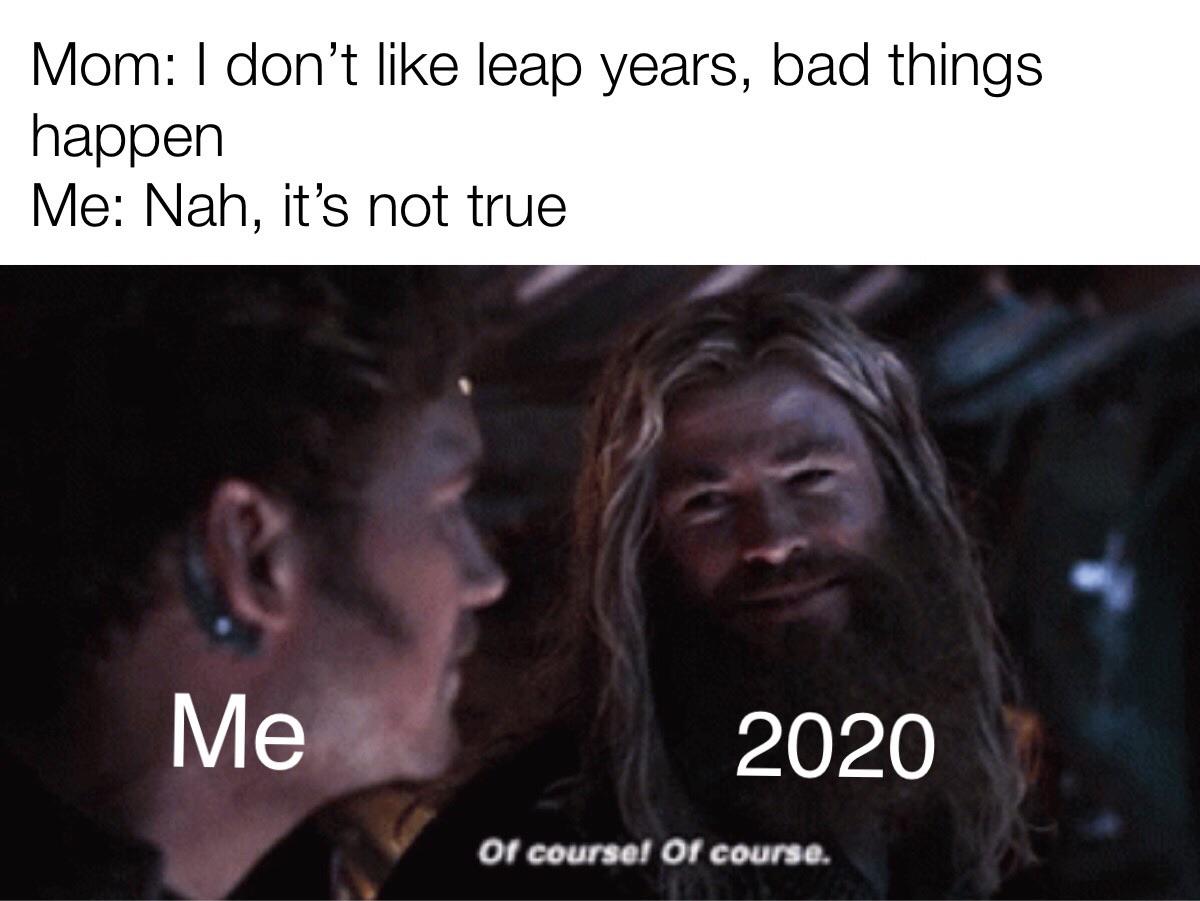 Mom: I don’t like leap years, bad things
happen
Me: Nah, it’s not true
Me
2020
Of course! Of course.